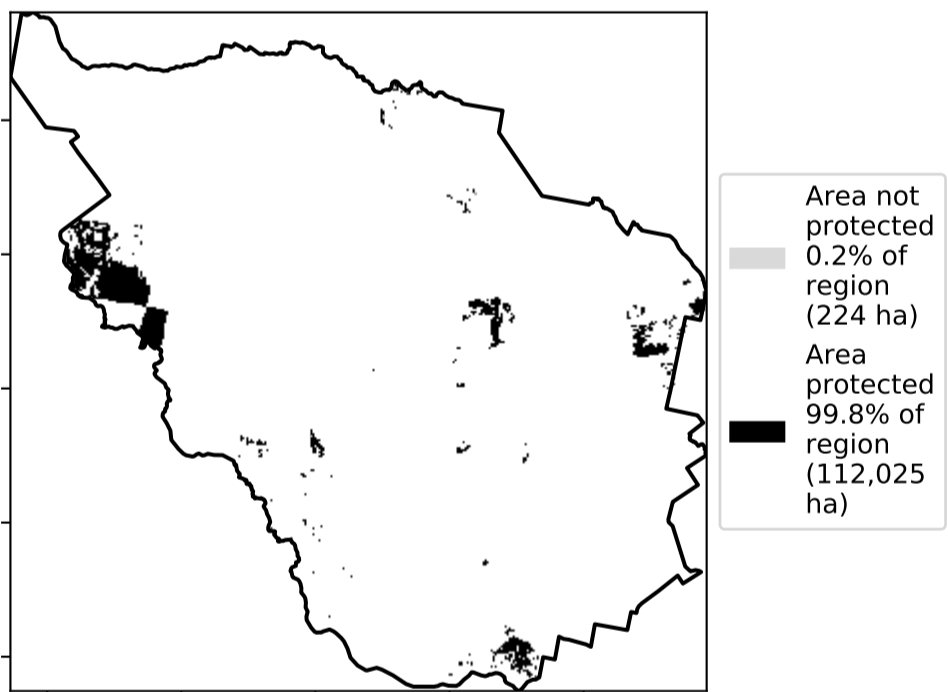 Area not
protected
0.2% of
region
(224 ha)
Area
protected
99.8% of
region
(112,025
ha)